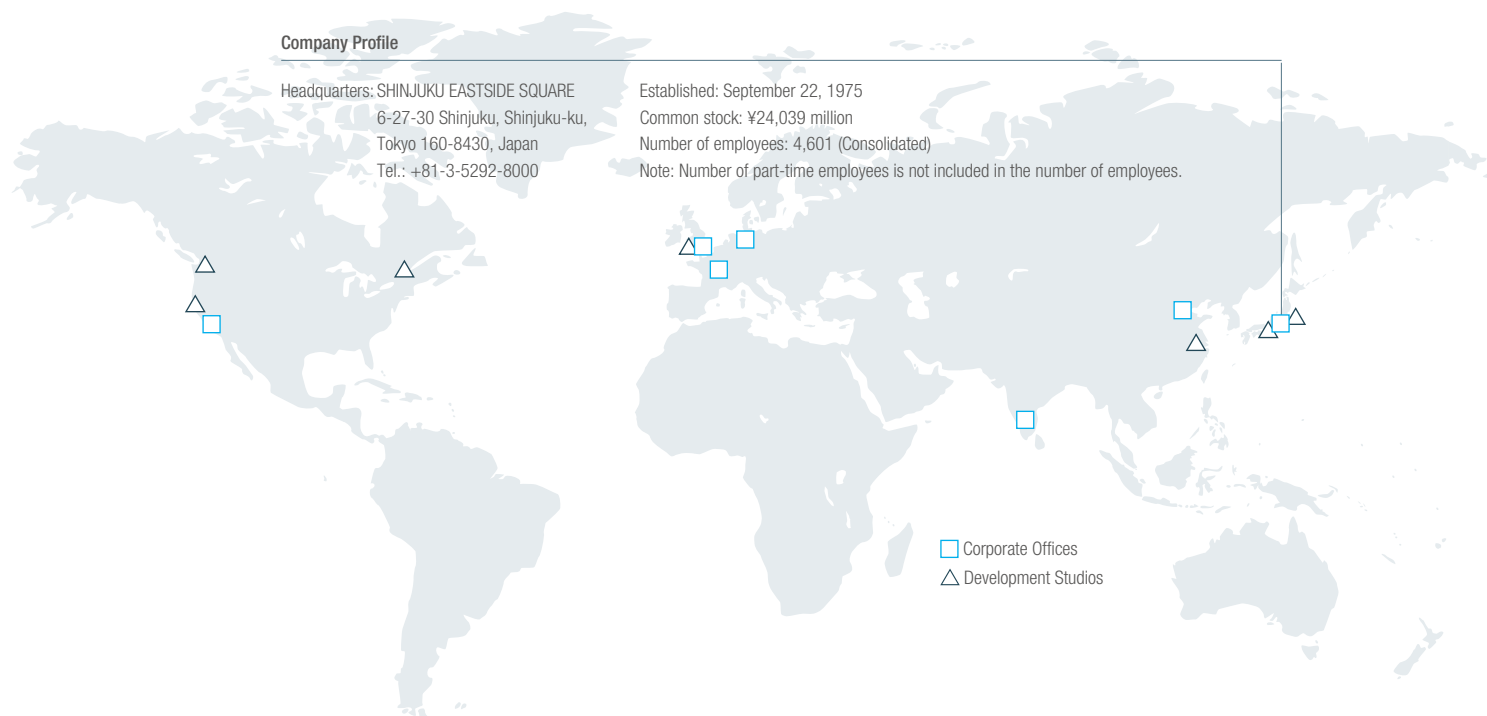 Company Profile
Headquarters: SHINJUKU EASTSIDE SQUARE
6-27-30 Shinjuku, Shinjuku-ku,
Tokyo 160-8430, Japan
Tel.: +81-3-5292-8000
Established: September 22, 1975
Common stock: ¥24,039 million
Number of employees: 4,601 (Consolidated)
Note: Number of part-time employees is not included in the number of employees.
Corporate Offices
Development Studios